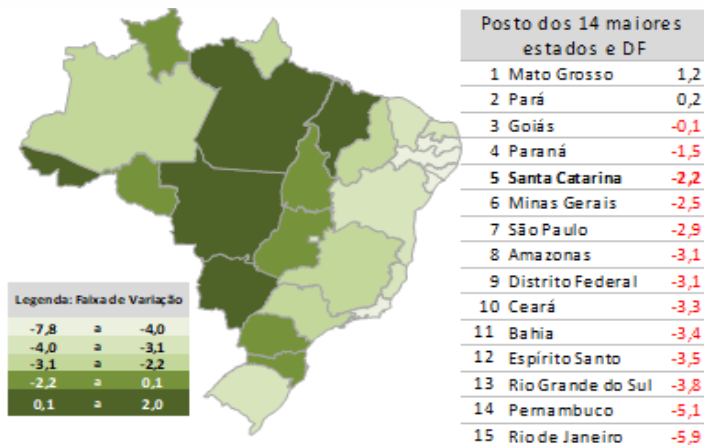 Posto dos 14 maiores
estados e DF
1 Mato Grosso 1,2
2 Pará 0,2
3 Goiás -0,1
4 Paraná -1,5
5 Santa Catarina -2,2
6 Minas Gerais -2,5
7 São Paulo -2,9
8 Amazonas -3,1
9 Distrito Federal -3,1
10 Ceará -3,3
11 Bahia -3,4
12 Espírito Santo -3,5
13 Rio Grande do Sul -3,8
14 Pernambuco -5,1
15 Rio de Janeiro -5,9
Legenda: Faixa de Variação
-7,8 a -4,0
-4,0 a -3,1
-3,1 a -2,2
-2,2 a 0,1
0,1 a 2,0